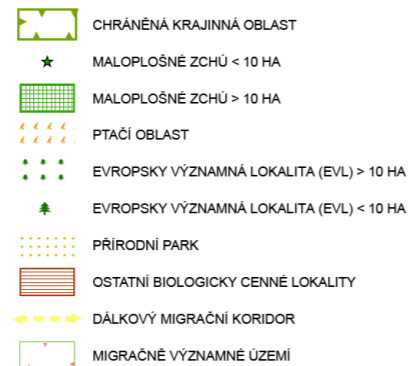 CHRÁNĚNÁ KRAJINNÁ OBLAST
MALOPLOŠNÉ ZCHÚ < 10 HA
MALOPLOŠNÉ ZCHÚ > 10 HA
PTAČÍ OBLAST
EVROPSKY VÝZNAMNÁ LOKALITA (EVL) > 10 HA
EVROPSKY VÝZNAMNÁ LOKALITA (EVL) < 10 HA
PŘÍRODNÍ PARK
OSTATNÍ BIOLOGICKY CENNÉ LOKALITY
DÁLKOVÝ MIGRAČNÍ KORIDOR
MIGRAČNĚ VÝZNAMNÉ ÚZEMÍ